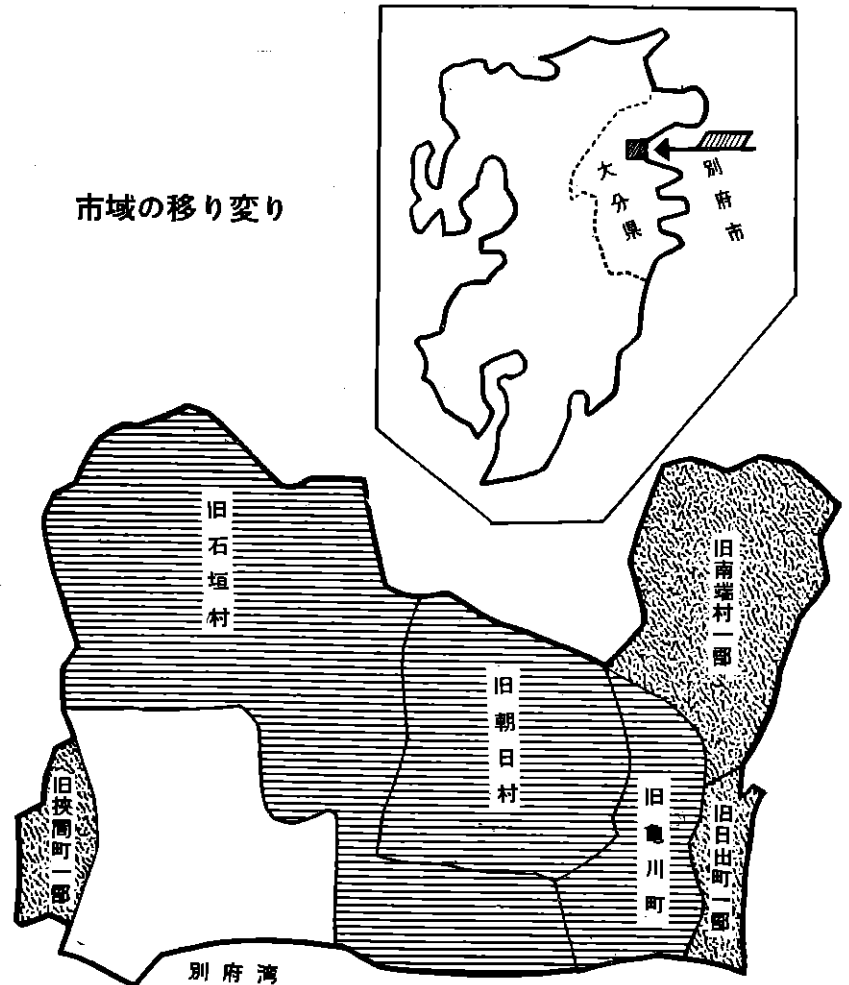 市域の移り変り
大分県
別府市
旧石垣村
旧朝日村
旧亀川町
旧南端村一部
旧日出町一部
旧挾間町一部
別府湾